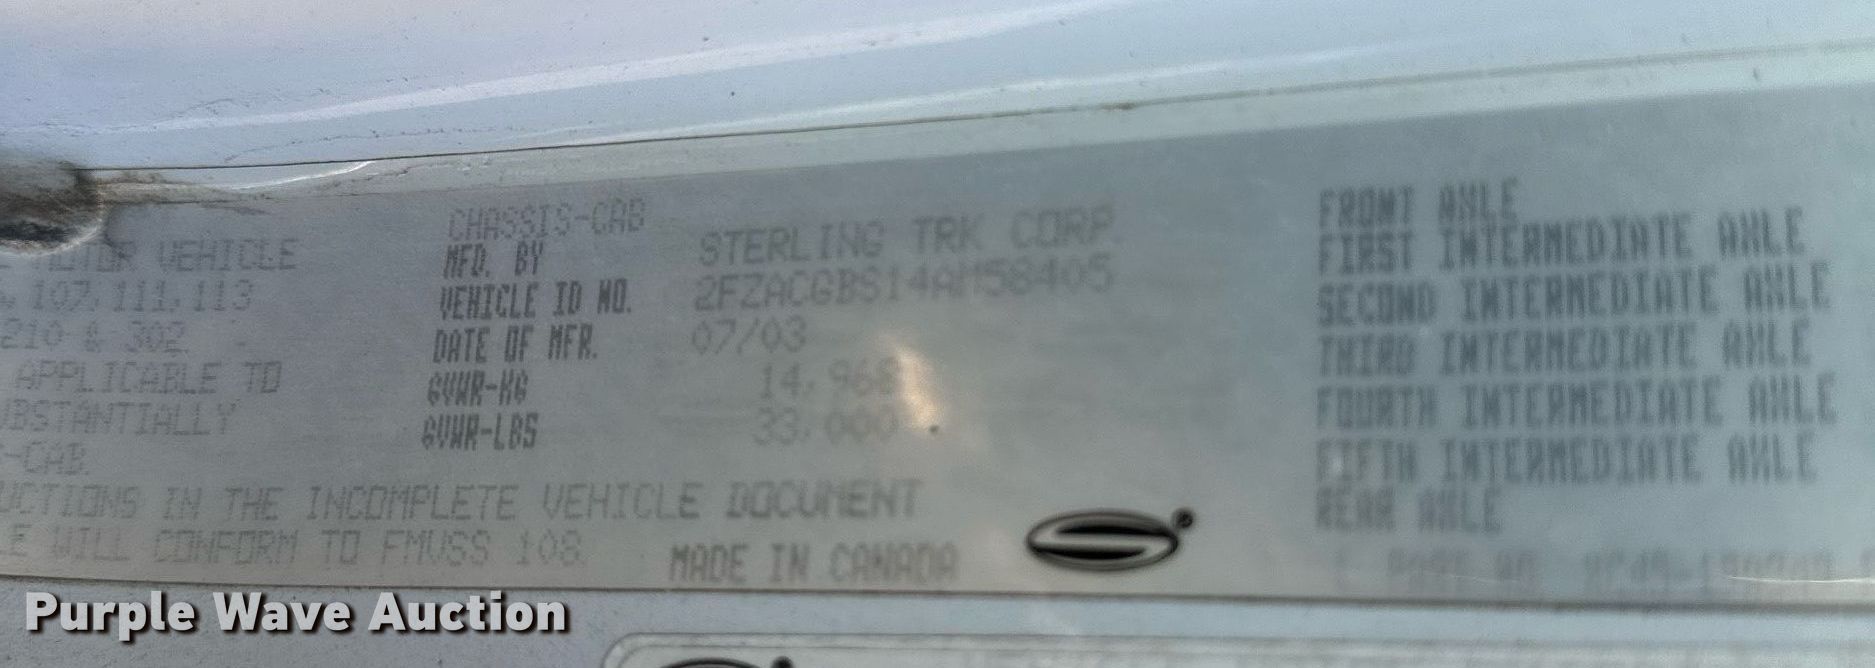 CHASSIS-CAB
MOTOR VEHICLE
107, 111, 113
210 & 302
APPLICABLE TO
UBSTANTIALLY
-CAB.
UCTIONS IN THE INCOMPLETE VEHICLE DOCUMENT
E WILL CONFORM TO FMVSS 108.
MFD. BY STERLING TRK CORP.
VEHICLE ID NO. 2FZACGBS14AM58405
DATE OF MFR. 07/03
GVWR-KG 14,968
GVWR-LBS 33,000
MADE IN CANADA
FRONT AXLE
FIRST INTERMEDIATE AXLE
SECOND INTERMEDIATE AXLE
THIRD INTERMEDIATE AXLE
FOURTH INTERMEDIATE AXLE
FIFTH INTERMEDIATE AXLE
REAR AXLE
Purple Wave Auction